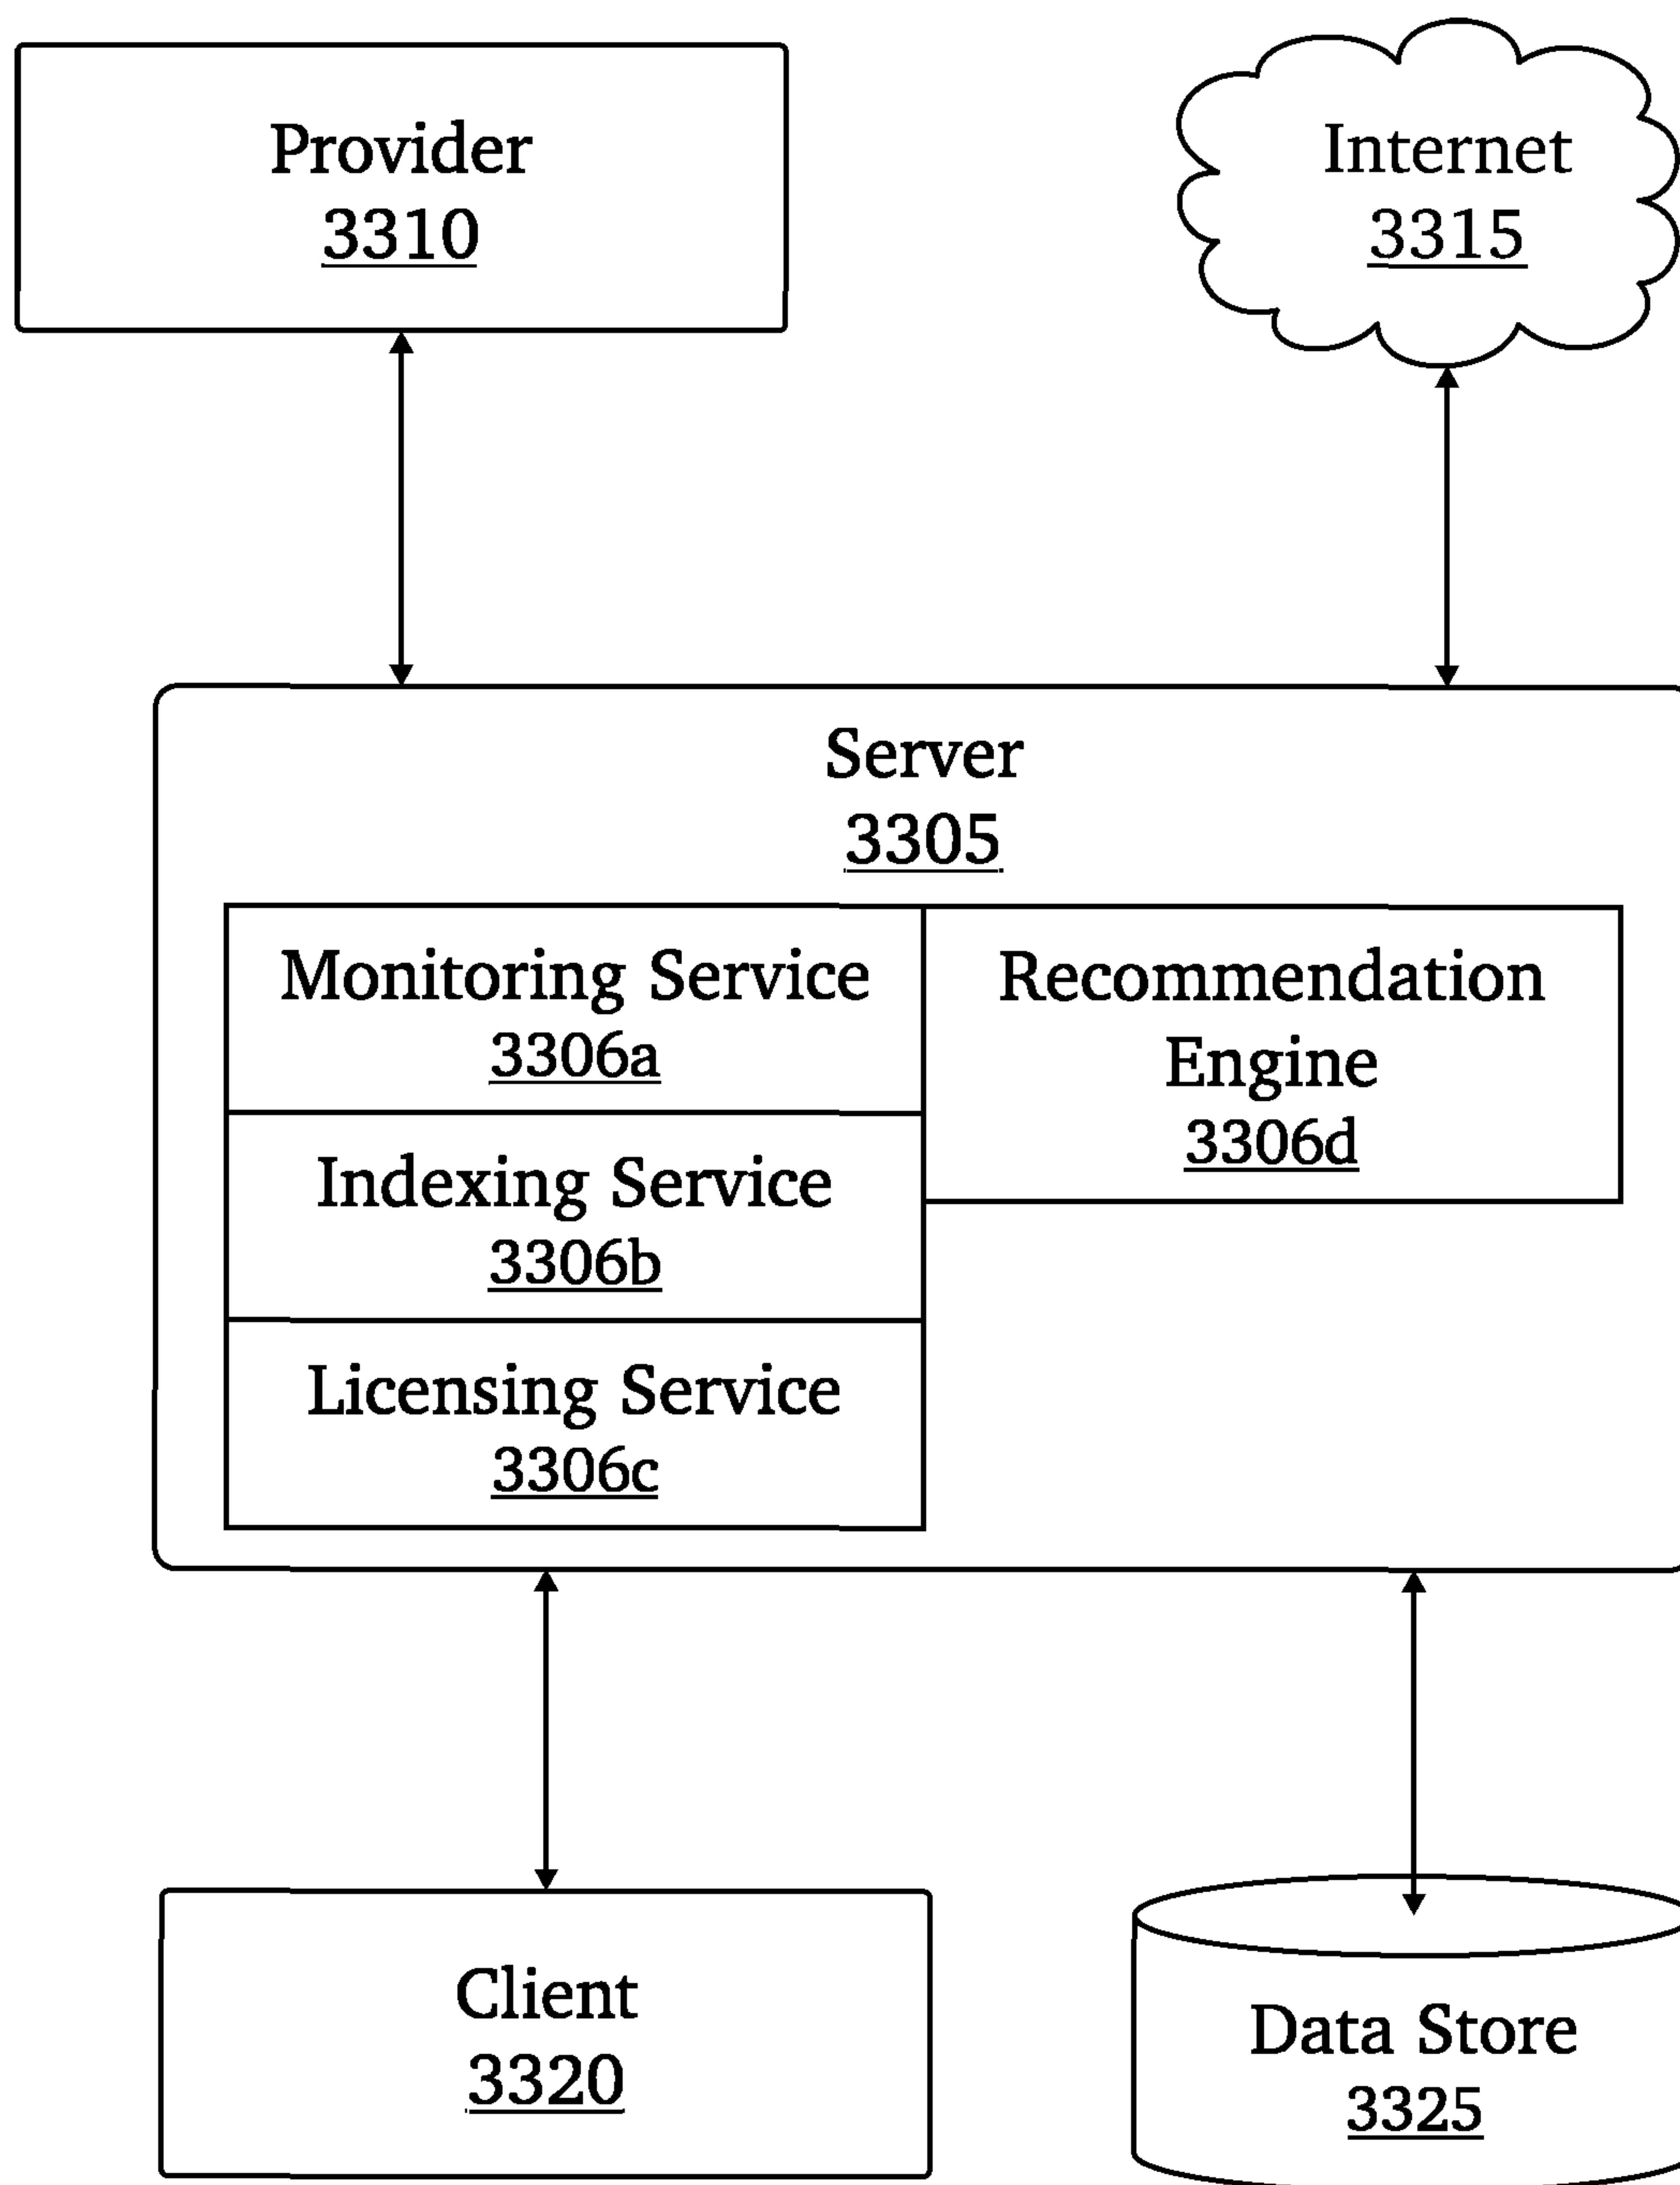 Provider
3310
Internet
3315
Server
3305
Monitoring Service
3306a
Indexing Service
3306b
Licensing Service
3306c
Recommendation
Engine
3306d
Client
3320
Data Store
3325